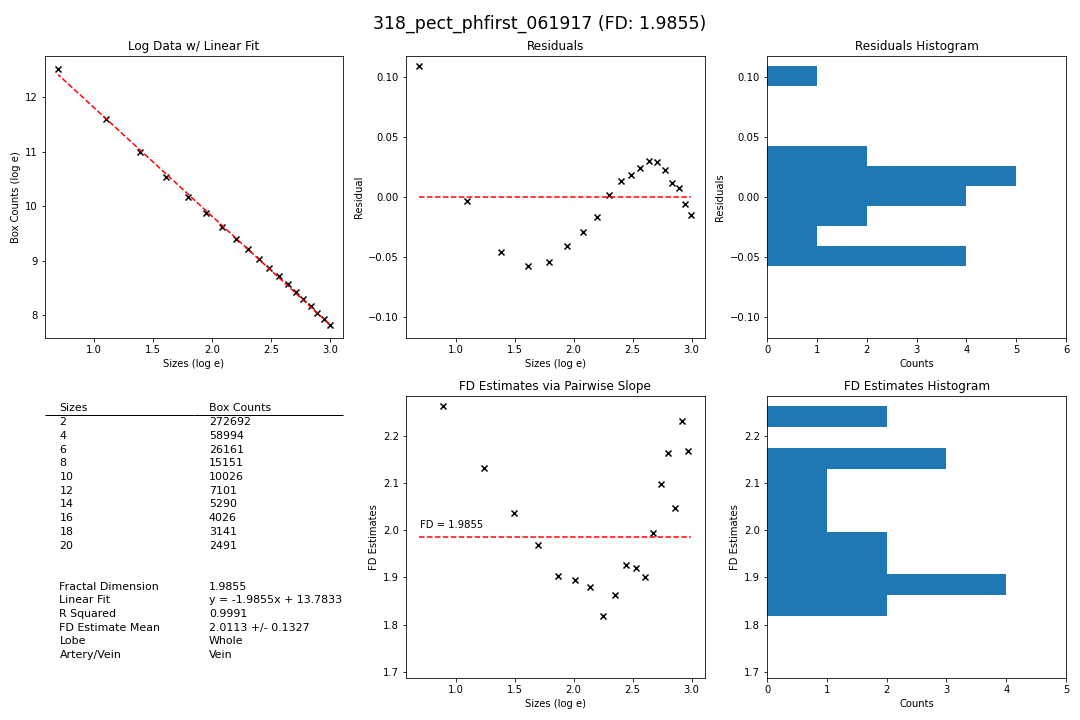 318_pect_phfirst_061917 (FD: 1.9855)
Log Data w/ Linear Fit
12
11
10
9
8
Box Counts (log e)
1.0 1.5 2.0 2.5 3.0
Sizes (log e)
Residuals
0.10
0.05
0.00
−0.05
−0.10
Residual
1.0 1.5 2.0 2.5 3.0
Sizes (log e)
Residuals Histogram
0.10
0.05
0.00
−0.05
−0.10
Residuals
0 1 2 3 4 5 6
Counts
Sizes Box Counts
2 272692
4 58994
6 26161
8 15151
10 10026
12 7101
14 5290
16 4026
18 3141
20 2491
Fractal Dimension 1.9855
Linear Fit y = -1.9855x + 13.7833
R Squared 0.9991
FD Estimate Mean 2.0113 +/- 0.1327
Lobe Whole
Artery/Vein Vein
FD Estimates via Pairwise Slope
2.2
2.1
2.0
1.9
1.8
1.7
FD Estimates
FD = 1.9855
1.0 1.5 2.0 2.5 3.0
Sizes (log e)
FD Estimates Histogram
2.2
2.1
2.0
1.9
1.8
1.7
FD Estimates
0 1 2 3 4 5
Counts